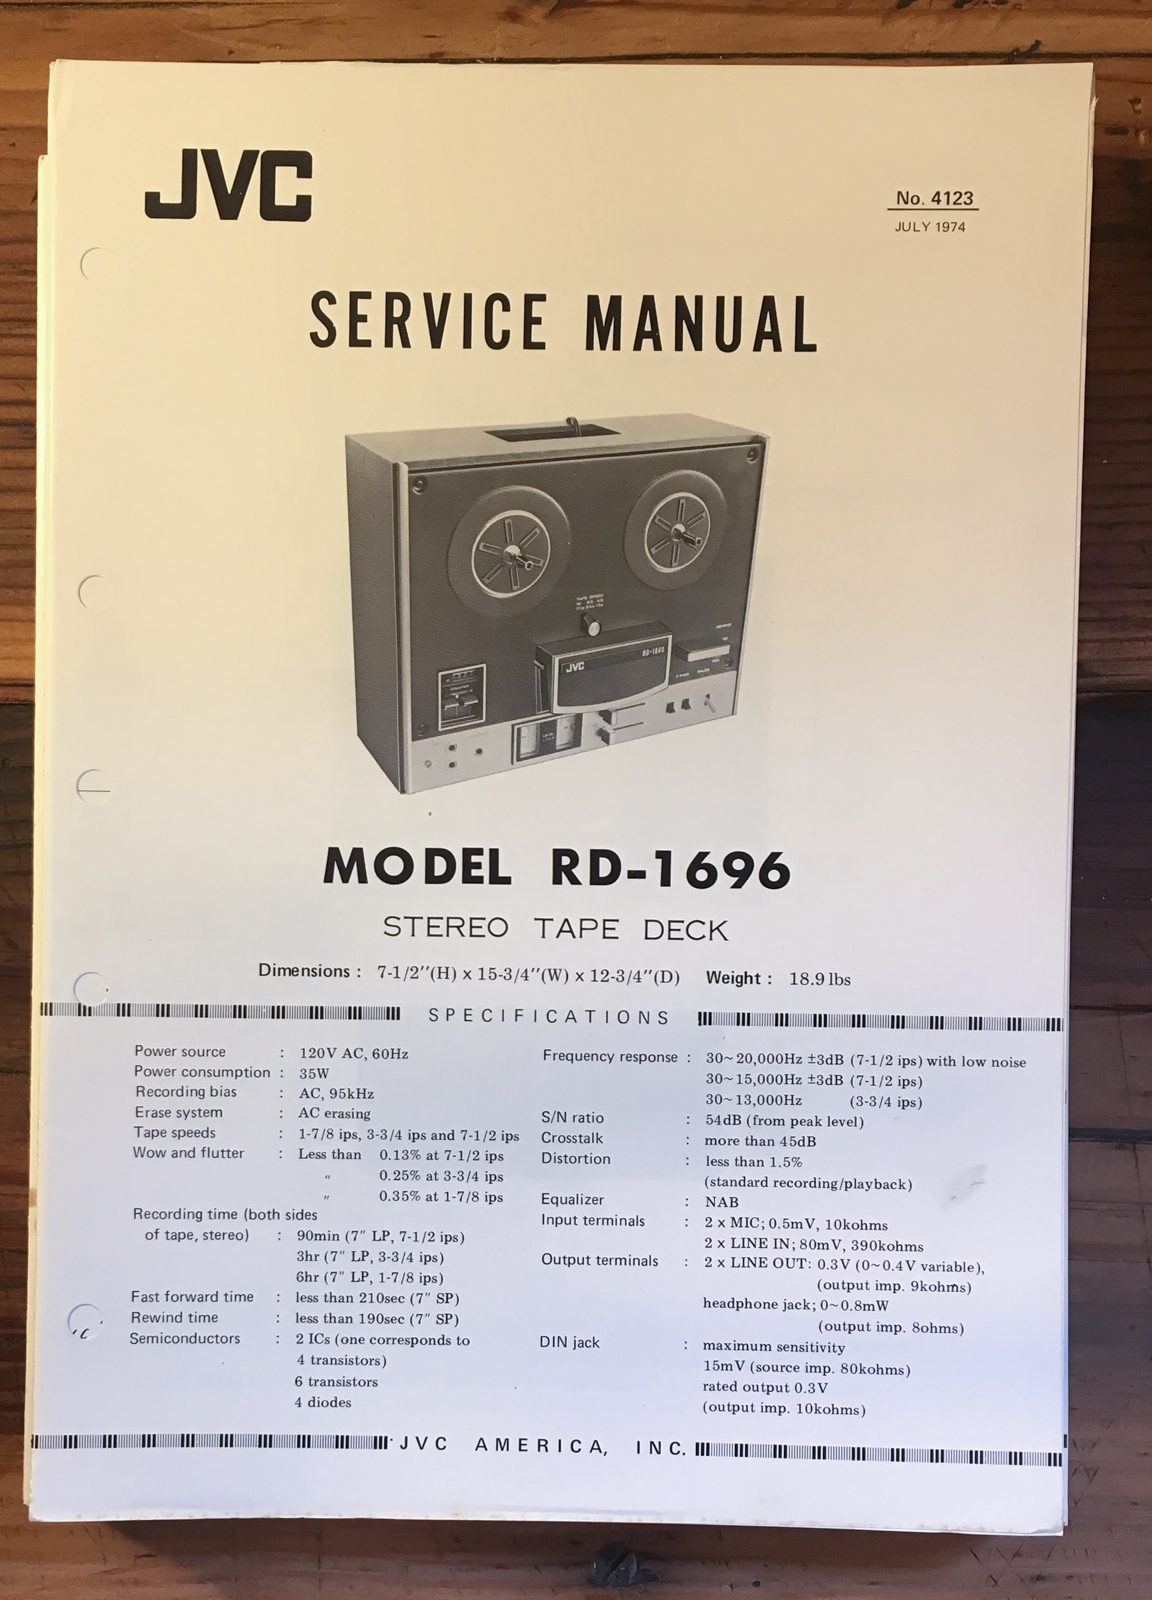 JVC
No. 4123
JULY 1974
SERVICE MANUAL
TAPE SPEED
JVC
RD-1696
MODEL RD-1696
STEREO TAPE DECK
Dimensions : 7-1/2"(H) x 15-3/4"(W) x 12-3/4"(D) Weight : 18.9 lbs
SPECIFICATIONS
Power source : 120V AC, 60Hz
Power consumption : 35W
Recording bias : AC, 95kHz
Erase system : AC erasing
Tape speeds : 1-7/8 ips, 3-3/4 ips and 7-1/2 ips
Wow and flutter : Less than 0.13% at 7-1/2 ips
" 0.25% at 3-3/4 ips
" 0.35% at 1-7/8 ips
Recording time (both sides
of tape, stereo) : 90min (7" LP, 7-1/2 ips)
3hr (7" LP, 3-3/4 ips)
6hr (7" LP, 1-7/8 ips)
Fast forward time : less than 210sec (7" SP)
Rewind time : less than 190sec (7" SP)
Semiconductors : 2 ICs (one corresponds to
4 transistors)
6 transistors
4 diodes
Frequency response : 30~20,000Hz ±3dB (7-1/2 ips) with low noise
30~15,000Hz ±3dB (7-1/2 ips)
30~13,000Hz (3-3/4 ips)
S/N ratio : 54dB (from peak level)
Crosstalk : more than 45dB
Distortion : less than 1.5%
(standard recording/playback)
Equalizer : NAB
Input terminals : 2 x MIC; 0.5mV, 10kohms
2 x LINE IN; 80mV, 390kohms
Output terminals : 2 x LINE OUT: 0.3V (0~0.4V variable),
(output imp. 9kohms)
headphone jack; 0~0.8mW
(output imp. 8ohms)
DIN jack : maximum sensitivity
15mV (source imp. 80kohms)
rated output 0.3V
(output imp. 10kohms)
JVC AMERICA, INC.